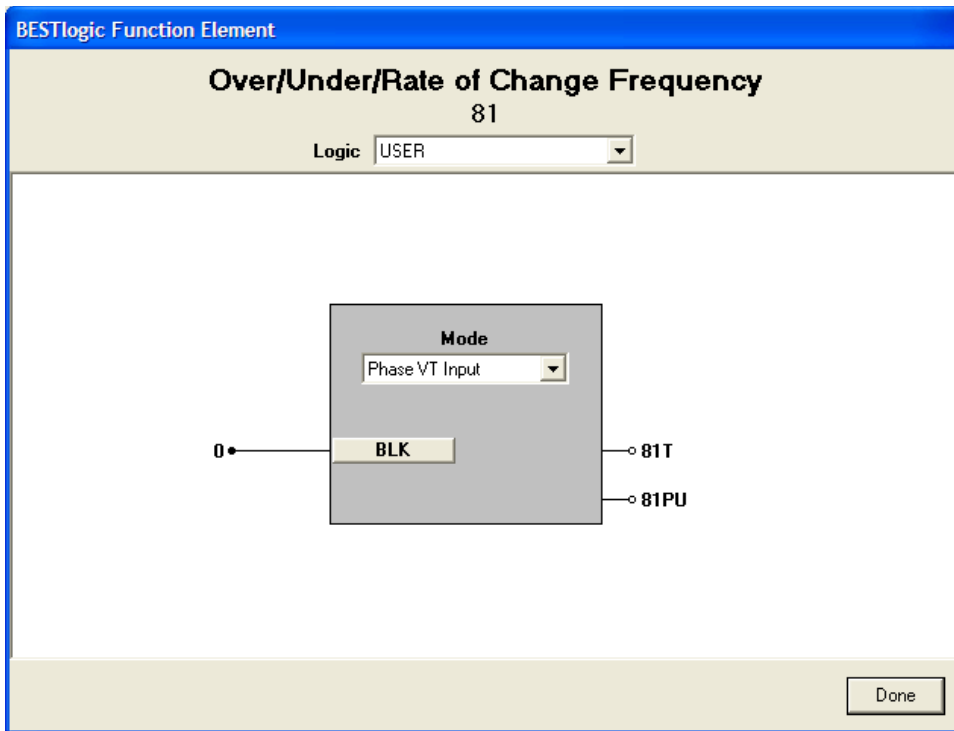 BESTlogic Function Element
Over/Under/Rate of Change Frequency
81
Logic USER
Mode
Phase VT Input
0 BLK 81T
81PU
Done